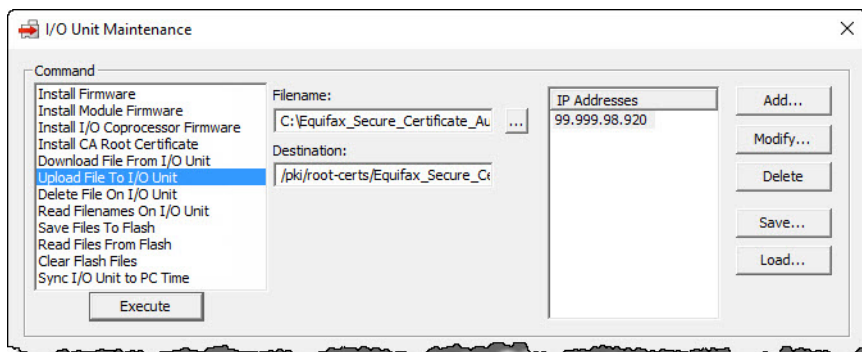 I/O Unit Maintenance
Command
Install Firmware
Install Module Firmware
Install I/O Coprocessor Firmware
Install CA Root Certificate
Download File From I/O Unit
Upload File To I/O Unit
Delete File On I/O Unit
Read Filenames On I/O Unit
Save Files To Flash
Read Files From Flash
Clear Flash Files
Sync I/O Unit to PC Time
Execute
Filename:
C:\Equifax_Secure_Certificate_Au
...
Destination:
/pki/root-certs/Equifax_Secure_Ce
IP Addresses
99.999.98.920
Add...
Modify...
Delete
Save...
Load...